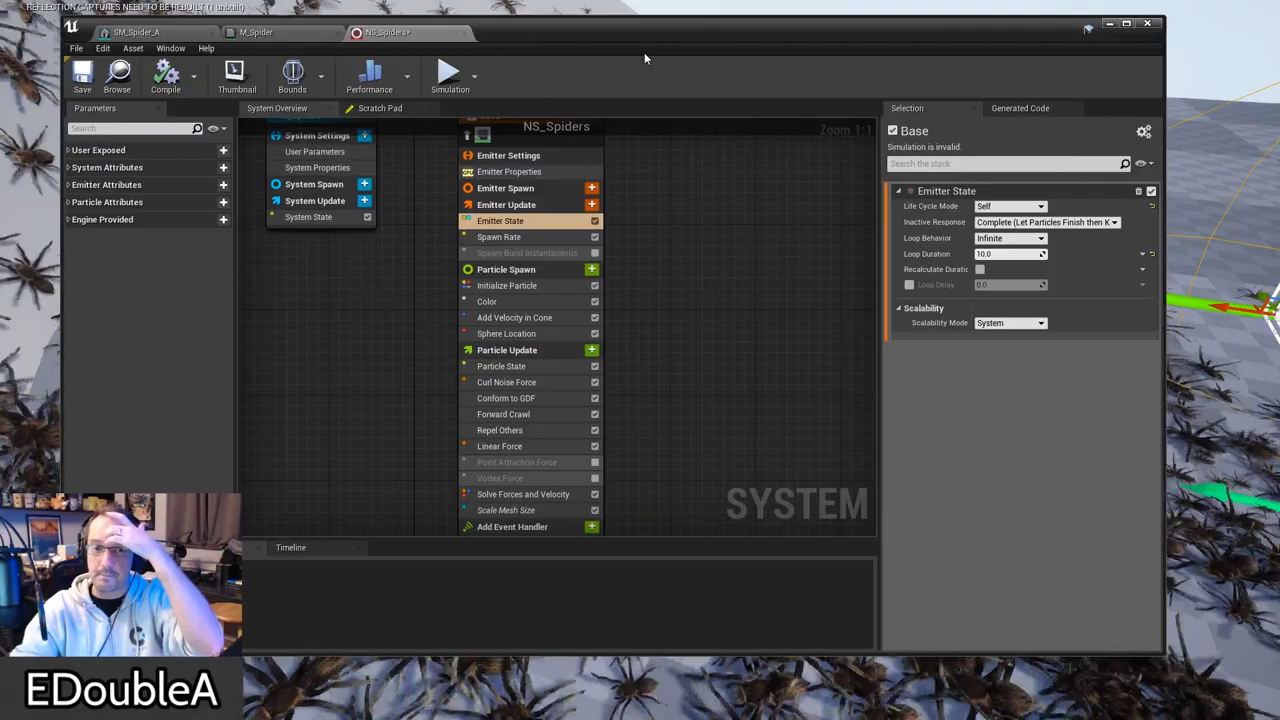 REFLECTION CAPTURES NEED TO BE REBUILT (1 unbuilt)
SM_Spider_A
M_Spider
NS_Spiders*
File
Edit
Asset
Window
Help
Save
Browse
Compile
Thumbnail
Bounds
Performance
Simulation
Parameters
Search
User Exposed
System Attributes
Emitter Attributes
Particle Attributes
Engine Provided
System Overview
Scratch Pad
System Settings
User Parameters
System Properties
System Spawn
System Update
System State
NS_Spiders
Zoom 1:1
Emitter Settings
Emitter Properties
Emitter Spawn
Emitter Update
Emitter State
Spawn Rate
Spawn Burst Instantaneous
Particle Spawn
Initialize Particle
Color
Add Velocity in Cone
Sphere Location
Particle Update
Particle State
Curl Noise Force
Conform to GDF
Forward Crawl
Repel Others
Linear Force
Point Attraction Force
Vortex Force
Solve Forces and Velocity
Scale Mesh Size
Add Event Handler
SYSTEM
Timeline
Selection
Generated Code
Base
Simulation is invalid.
Search the stack
Emitter State
Life Cycle Mode
Self
Inactive Response
Complete (Let Particles Finish then K
Loop Behavior
Infinite
Loop Duration
10.0
Recalculate Duratic
Loop Delay
0.0
Scalability
Scalability Mode
System
EDoubleA